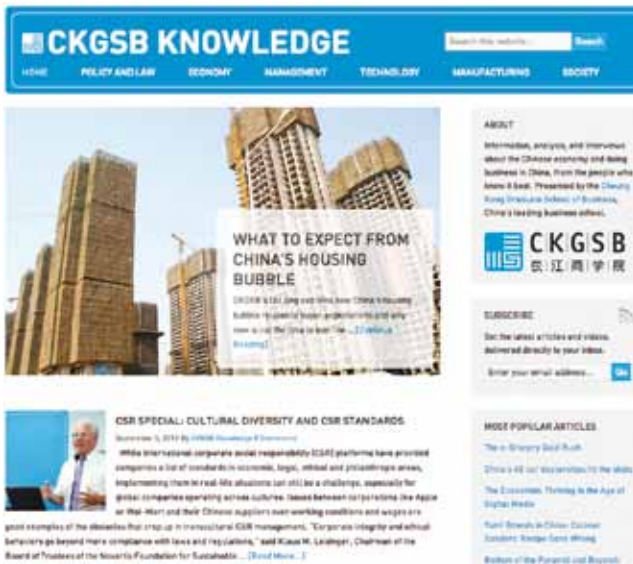 CKGSB KNOWLEDGE
Search this website...
Search
HOME POLICY AND LAW ECONOMY MANAGEMENT TECHNOLOGY MANUFACTURING SOCIETY
WHAT TO EXPECT FROM
CHINA'S HOUSING
BUBBLE
ABOUT
Information, analysis, and interviews
about the Chinese economy and doing
business in China, from the people who
know it best. Presented by the Cheung
Kong Graduate School of Business,
China's leading business school.
CKGSB
长江商学院
SUBSCRIBE
Get the latest articles and videos
delivered directly to your inbox.
Enter your email address...
Go
CSR SPECIAL: CULTURAL DIVERSITY AND CSR STANDARDS
September By CKGSB Knowledge
While international corporate social responsibility (CSR) platforms have provided
companies a list of standards in economic, legal, ethical and philanthropic areas,
implementing them in real-life situations can still be a challenge, especially for
global companies operating across cultures. Issues between corporations like Apple
or Wal-Mart and their Chinese suppliers over working conditions and wages are
good examples of the obstacles that crop up in transcultural CSR management. "Corporate integrity and ethical
behaviors go beyond mere compliance with laws and regulations," said Klaus M. Leisinger, Chairman of the
Board of Trustees of the Novartis Foundation for Sustainable ... [Read More...]
MOST POPULAR ARTICLES
The Economist: Thriving in the Age of
Digital Media
Bottom of the Pyramid and Beyond: